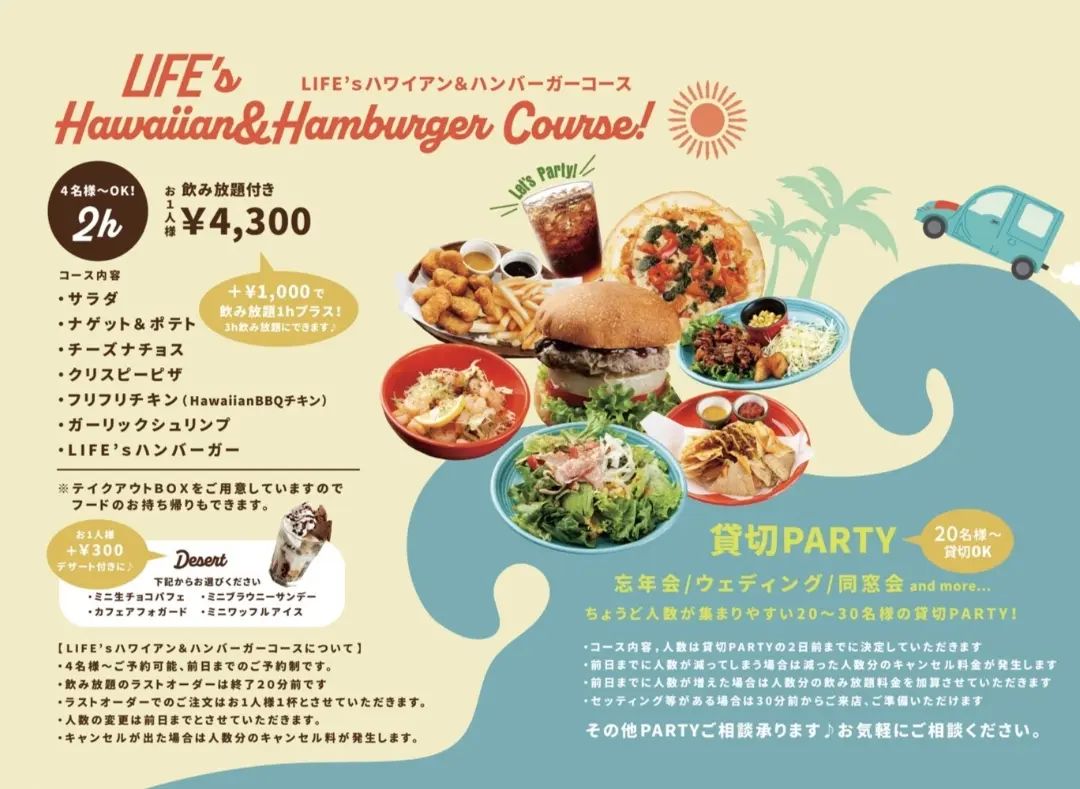 LIFE's
LIFE'sハワイアン&ハンバーガーコース
Hawaiian&Hamburger Course!
4名様〜OK!
2h
お1人様
飲み放題付き
¥4,300
Let's Party!
コース内容
・サラダ
・ナゲット&ポテト
・チーズナチョス
・クリスピーピザ
・フリフリチキン(HawaiianBBQチキン)
・ガーリックシュリンプ
・LIFE'sハンバーガー
+¥1,000で
飲み放題1hプラス!
3h飲み放題にできます♪
※テイクアウトBOXをご用意していますので
フードのお持ち帰りもできます。
お1人様
+¥300
デザート付きに♪
Desert
下記からお選びください
・ミニ生チョコパフェ ・ミニブラウニーサンデー
・カフェアフォガード ・ミニワッフルアイス
【LIFE'sハワイアン&ハンバーガーコースについて】
・4名様〜ご予約可能、前日までのご予約制です。
・飲み放題のラストオーダーは終了20分前です
・ラストオーダーでのご注文はお1人様1杯とさせていただきます。
・人数の変更は前日までとさせていただきます。
・キャンセルが出た場合は人数分のキャンセル料が発生します。
貸切PARTY
20名様〜
貸切OK
忘年会/ウェディング/同窓会 and more...
ちょうど人数が集まりやすい20〜30名様の貸切PARTY!
・コース内容,人数は貸切PARTYの2日前までに決定していただきます
・前日までに人数が減ってしまう場合は減った人数分のキャンセル料金が発生します
・前日までに人数が増えた場合は人数分の飲み放題料金を加算させていただきます
・セッティング等がある場合は30分前からご来店、ご準備いただけます
その他PARTYご相談承ります♪お気軽にご相談ください。